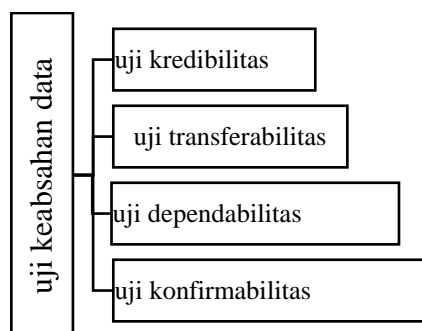 uji keabsahan data
uji kredibilitas
uji transferabilitas
uji dependabilitas
uji konfirmabilitas